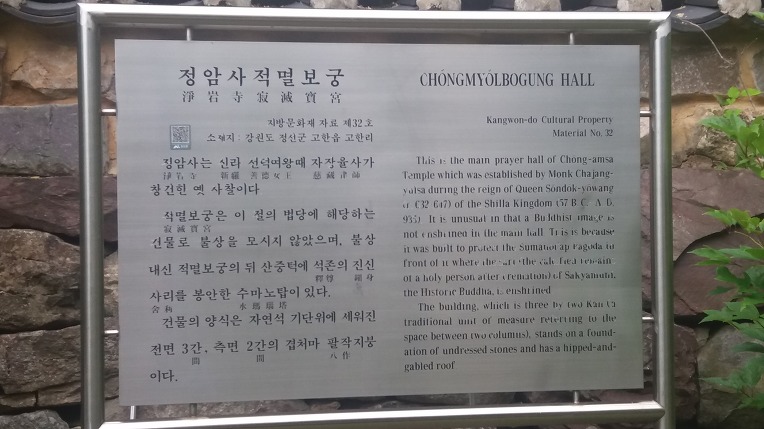 정암사적멸보궁
淨岩寺寂滅寶宮
지방문화재 자료 제32호
소재지: 강원도 정선군 고한읍 고한리
정암사는 신라 선덕여왕때 자장율사가
淨岩寺 新羅 善德女王 慈藏律師
창건한 옛 사찰이다
적멸보궁은 이 절의 법당에 해당하는
寂滅寶宮
건물로 불상을 모시지 않았으며, 불상
대신 적멸보궁의 뒤 산중턱에 석존의 진신
釋尊
사리를 봉안한 수마노탑이 있다.
舍利 水瑪瑙塔
건물의 양식은 자연석 기단위에 세워진
전면 3간, 측면 2간의 겹처마 팔작지붕
間 間 八作
이다.
CHŎNGMYŎLBOGUNG HALL
Kangwon-do Cultural Property
Material No. 32
This is the main prayer hall of Chŏng-amsa
Temple which was established by Monk Chajang-
yulsa during the reign of Queen Sŏndŏk-yŏwang
632 647) of the Shilla Kingdom (57 B.C. A.D.
935). It is unusual in that a Buddhist image is
not enshrined in the main hall. This is because
it was built to protect the Sumanotap Pagoda in
front of it where the
of a holy person after cremation) of Sakyamuni,
the Historic Buddha, is enshrined
The building, which is three by two Kan (a
traditional unit of measure referring to the
space between two columns), stands on a found-
ation of undressed stones and has a hipped-and-
gabled roof